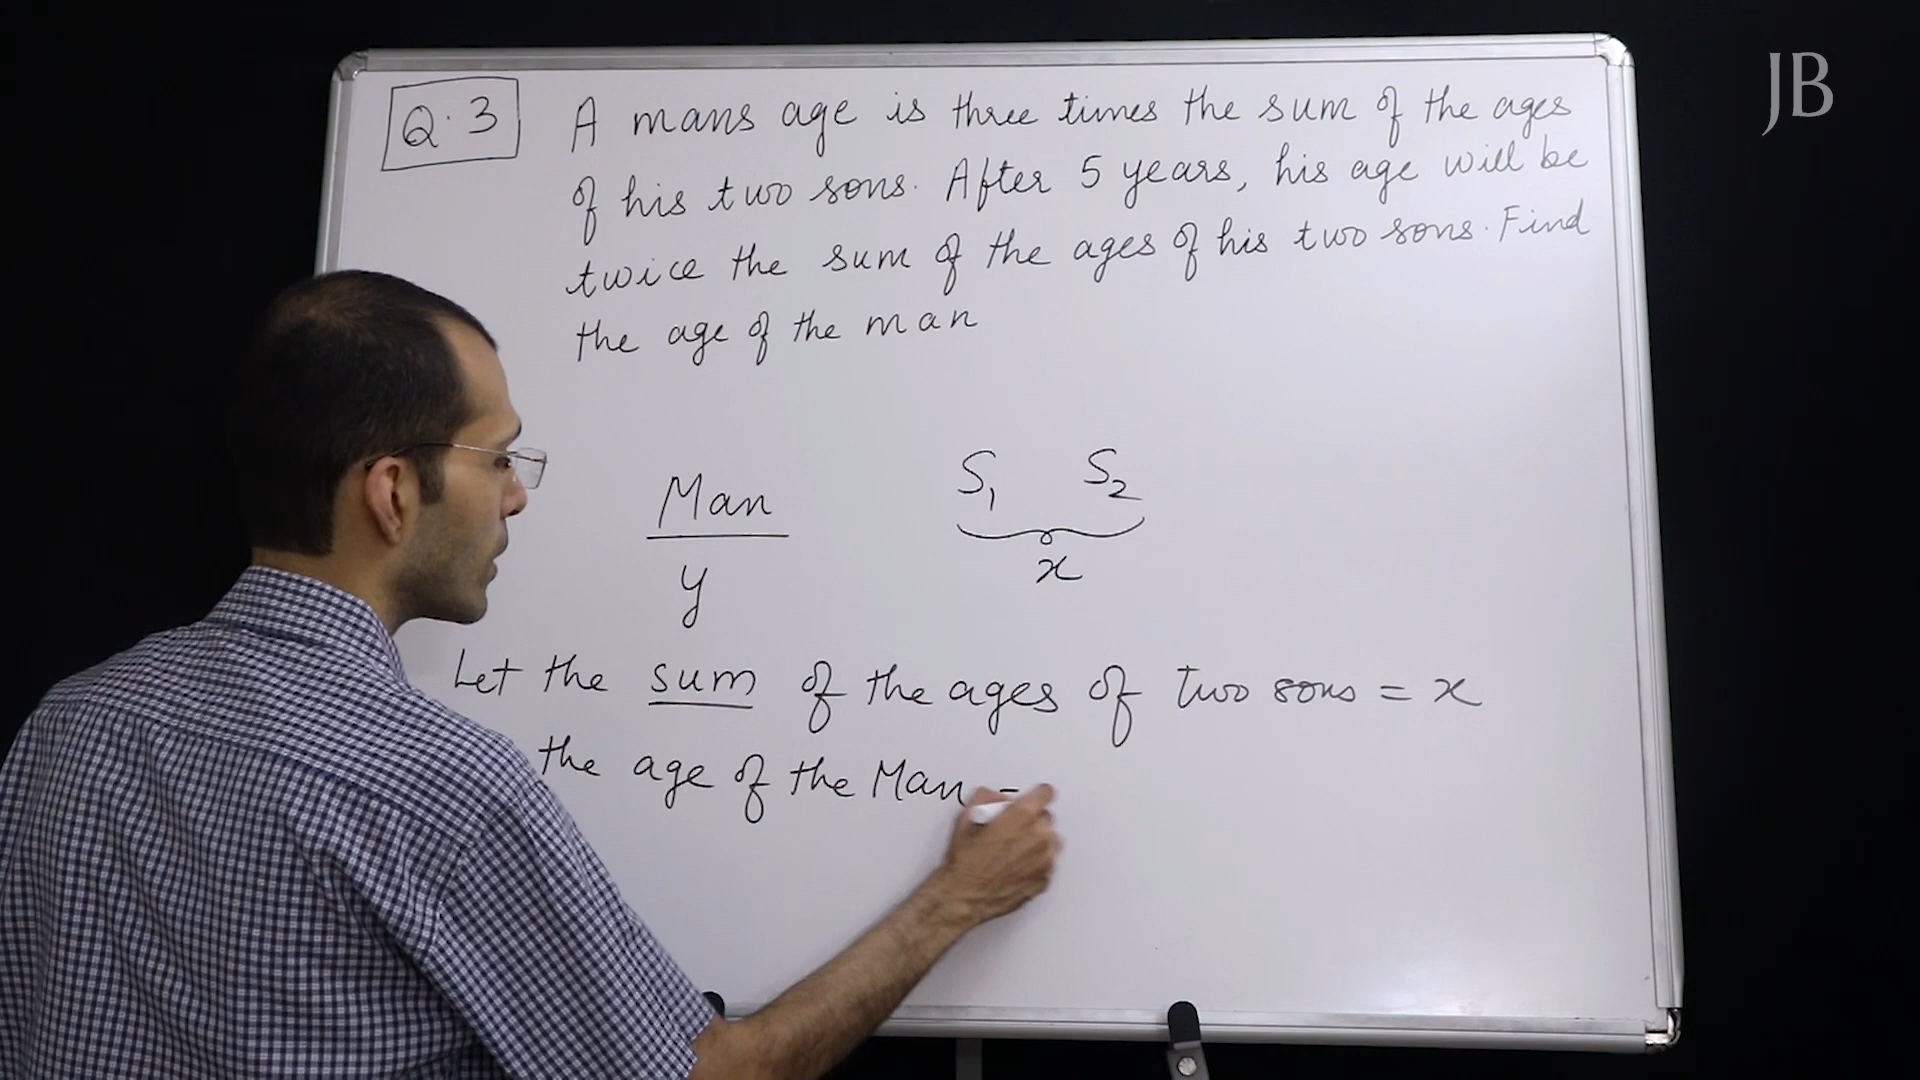 JB
Q.3
A mans age is three times the sum of the ages
of his two sons. After 5 years, his age will be
twice the sum of the ages of his two sons. Find
the age of the man
Man
y
S₁ S₂
x
Let the sum of the ages of two sons = x
the age of the Man =